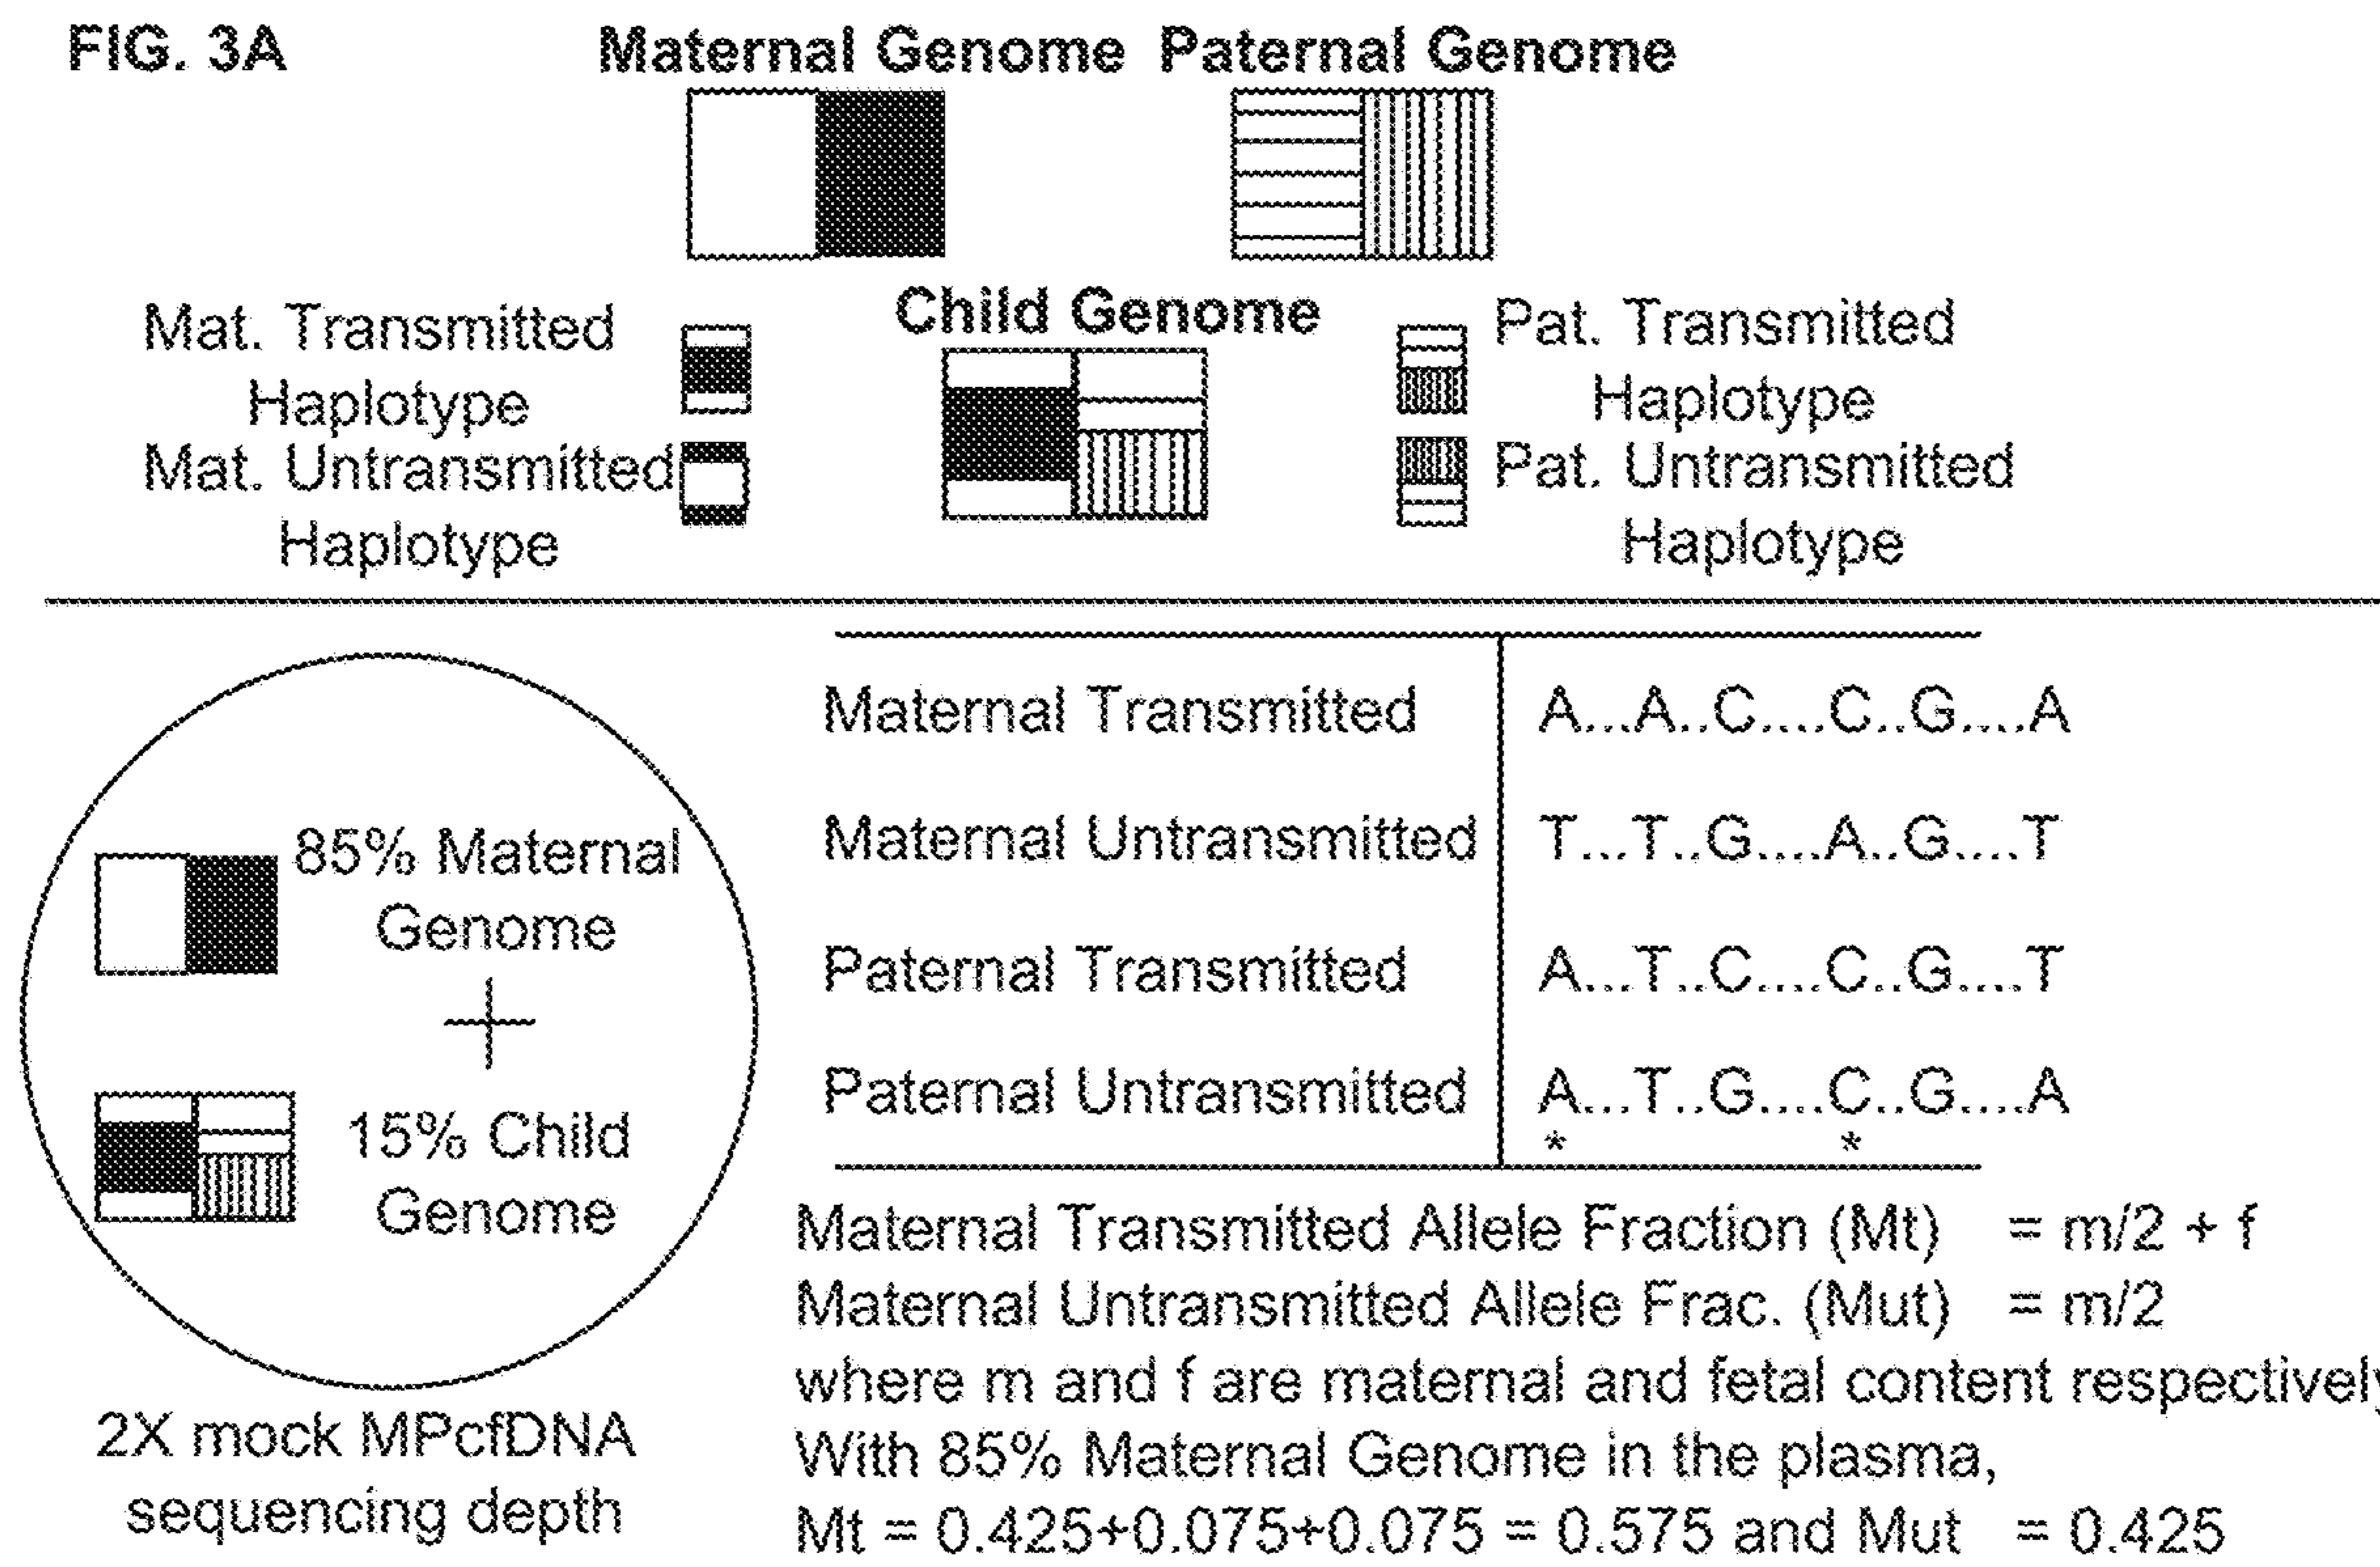 FIG. 3A
Maternal Genome Paternal Genome
Child Genome
Mat. Transmitted
Haplotype
Mat. Untransmitted
Haplotype
Pat. Transmitted
Haplotype
Pat. Untransmitted
Haplotype
85% Maternal
Genome
+
15% Child
Genome
2X mock MPcfDNA
sequencing depth
Maternal Transmitted A...A..C....C..G....A
Maternal Untransmitted T...T..G....A..G....T
Paternal Transmitted A...T..C....C..G....T
Paternal Untransmitted A...T..G....C..G....A
* *
Maternal Transmitted Allele Fraction (Mt) = m/2 + f
Maternal Untransmitted Allele Frac. (Mut) = m/2
where m and f are maternal and fetal content respectively
With 85% Maternal Genome in the plasma,
Mt = 0.425+0.075+0.075 = 0.575 and Mut = 0.425